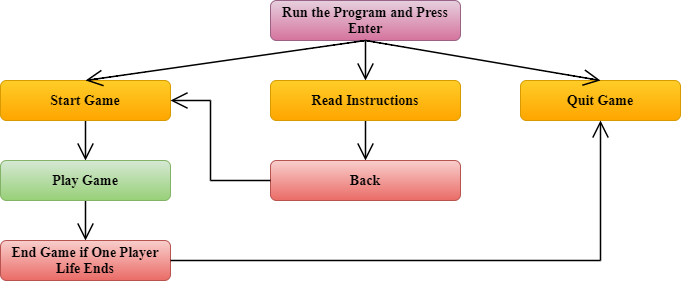 Run the Program and Press
Enter
Start Game
Read Instructions
Quit Game
Play Game
Back
End Game if One Player
Life Ends